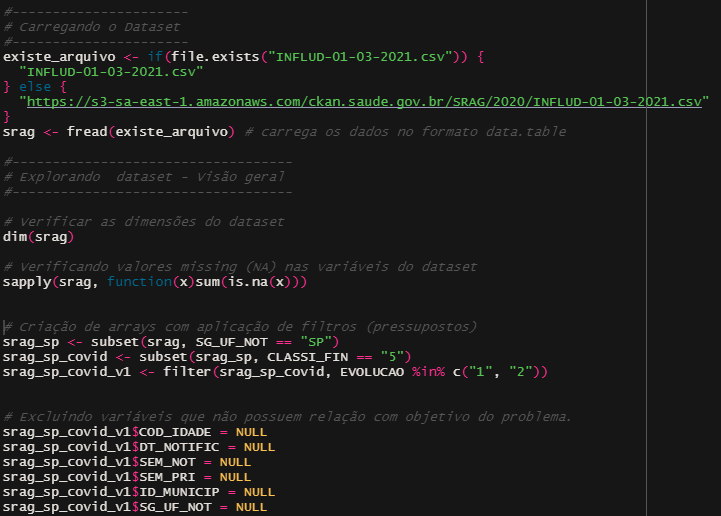 #----------------------
# Carregando o Dataset
#----------------------
existe_arquivo <- if(file.exists("INFLUD-01-03-2021.csv")) {
  "INFLUD-01-03-2021.csv"
} else {
  "https://s3-sa-east-1.amazonaws.com/ckan.saude.gov.br/SRAG/2020/INFLUD-01-03-2021.csv"
}
srag <- fread(existe_arquivo) # carrega os dados no formato data.table
#-----------------------------------
# Explorando  dataset - Visão geral
#-----------------------------------
# Verificar as dimensões do dataset
dim(srag)
# Verificando valores missing (NA) nas variáveis do dataset
sapply(srag, function(x)sum(is.na(x)))
# Criação de arrays com aplicação de filtros (pressupostos)
srag_sp <- subset(srag, SG_UF_NOT == "SP")
srag_sp_covid <- subset(srag_sp, CLASSI_FIN == "5")
srag_sp_covid_v1 <- filter(srag_sp_covid, EVOLUCAO %in% c("1", "2"))
# Excluindo variáveis que não possuem relação com objetivo do problema.
srag_sp_covid_v1$COD_IDADE = NULL
srag_sp_covid_v1$DT_NOTIFIC = NULL
srag_sp_covid_v1$SEM_NOT = NULL
srag_sp_covid_v1$SEM_PRI = NULL
srag_sp_covid_v1$ID_MUNICIP = NULL
srag_sp_covid_v1$SG_UF_NOT = NULL